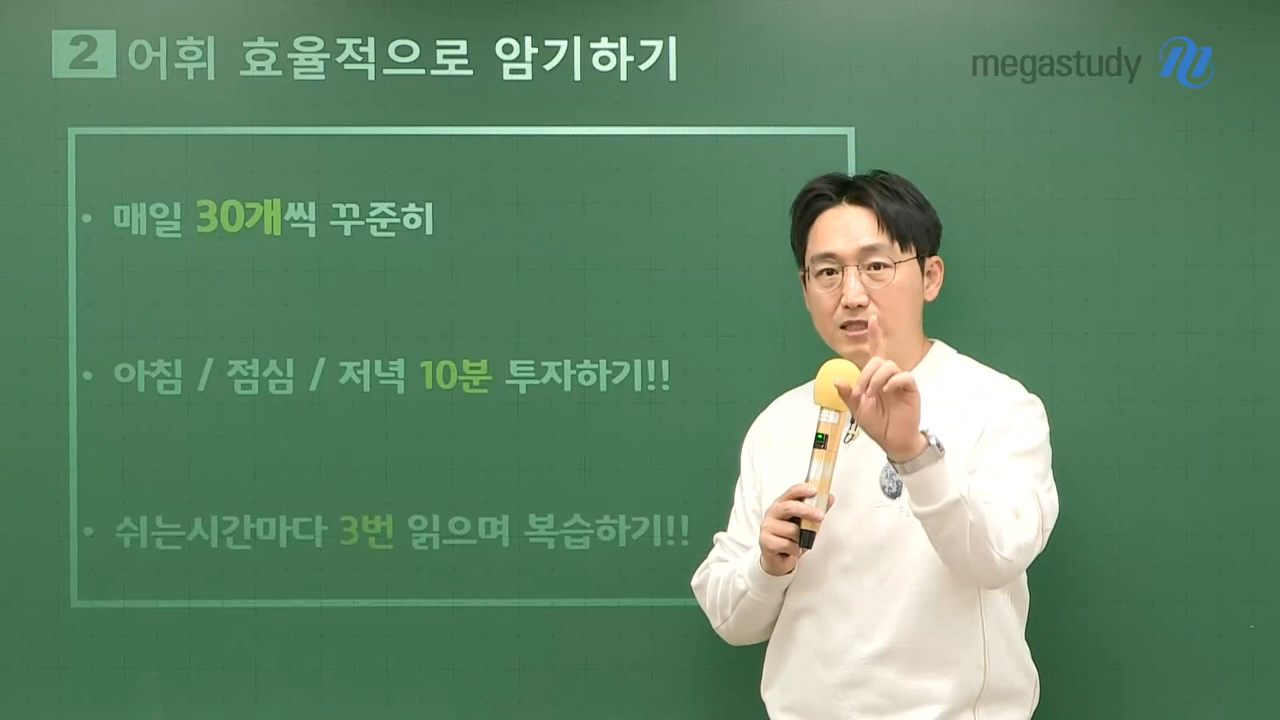 2 어휘 효율적으로 암기하기
megastudy
• 매일 30개씩 꾸준히
• 아침 / 점심 / 저녁 10분 투자하기!!
• 쉬는시간마다 3번 읽으며 복습하기!!